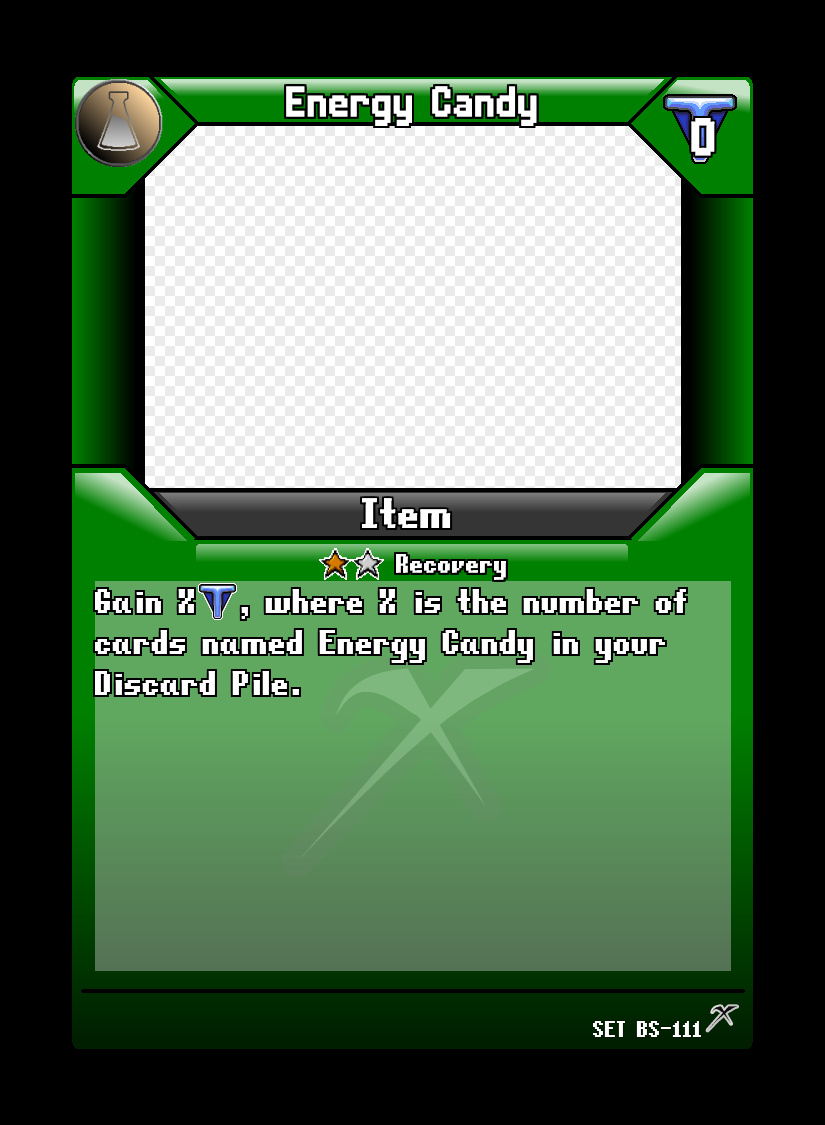 Energy Candy
0
Item
Recovery
Gain X , where X is the number of
cards named Energy Candy in your
Discard Pile.
SET BS-111